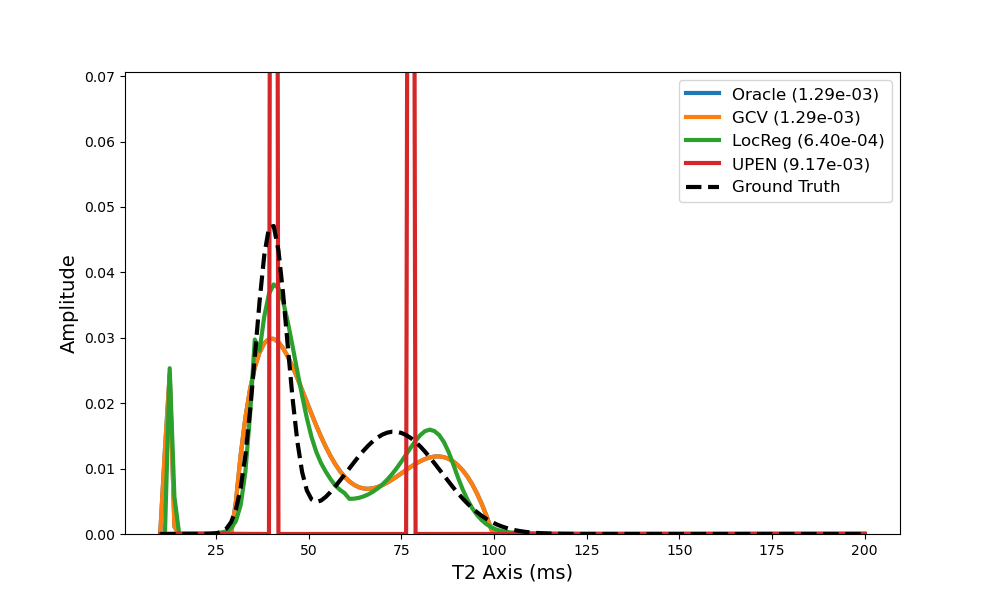 0.07
0.06
0.05
0.04
0.03
0.02
0.01
0.00
Amplitude
25
50
75
100
125
150
175
200
T2 Axis (ms)
Oracle (1.29e-03)
GCV (1.29e-03)
LocReg (6.40e-04)
UPEN (9.17e-03)
Ground Truth